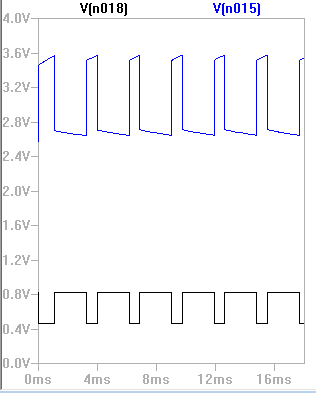 V(n018) V(n015)
4.0V
3.6V
3.2V
2.8V
2.4V
2.0V
1.6V
1.2V
0.8V
0.4V
0.0V
0ms 4ms 8ms 12ms 16ms